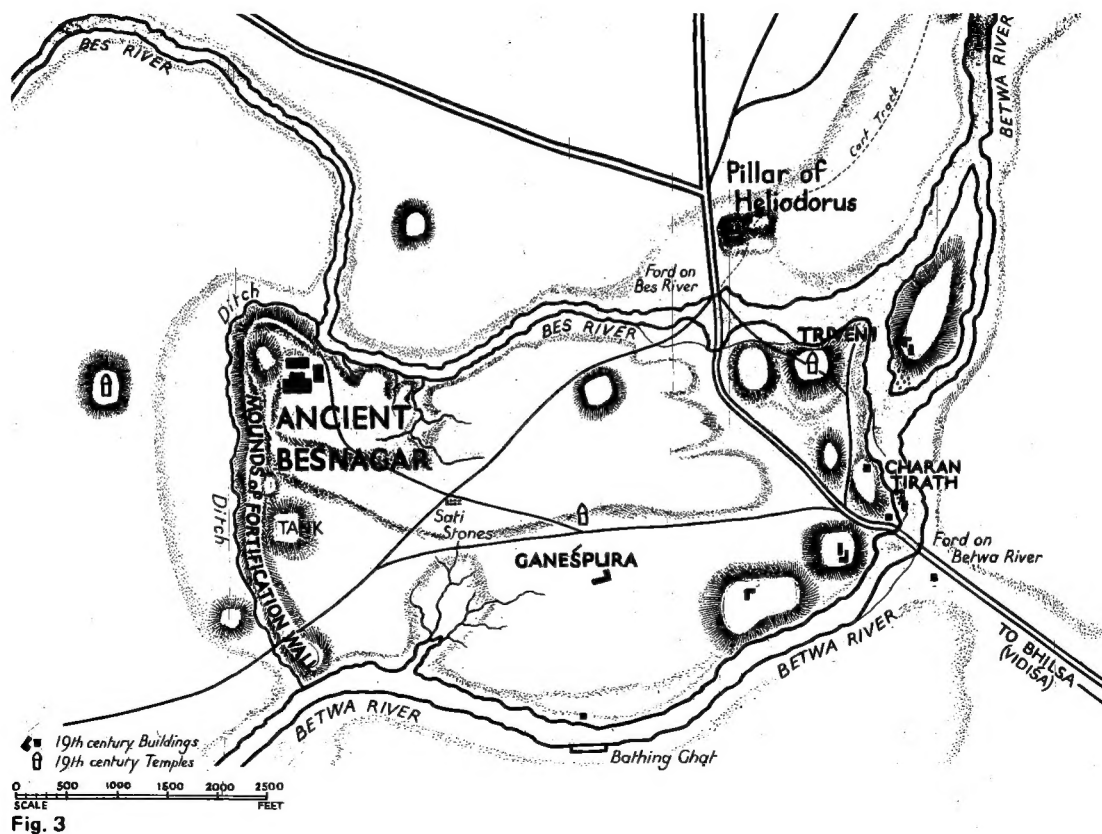 BES RIVER
BETWA RIVER
Cart Track
Pillar of
Heliodorus
Ford on
Bes River
Ditch
BES RIVER
TRIVENI
ANCIENT
BESNAGAR
MOUNDS of FORTIFICATION WALL
Ditch
TANK
Sati
Stones
CHARAN
TIRATH
GANEŚPURA
Ford on
Betwa River
TO BHILSA
(VIDIŚA)
BETWA RIVER
BETWA RIVER
Bathing Ghat
19th century Buildings
19th century Temples
0 500 1000 1500 2000 2500
SCALE FEET
Fig. 3